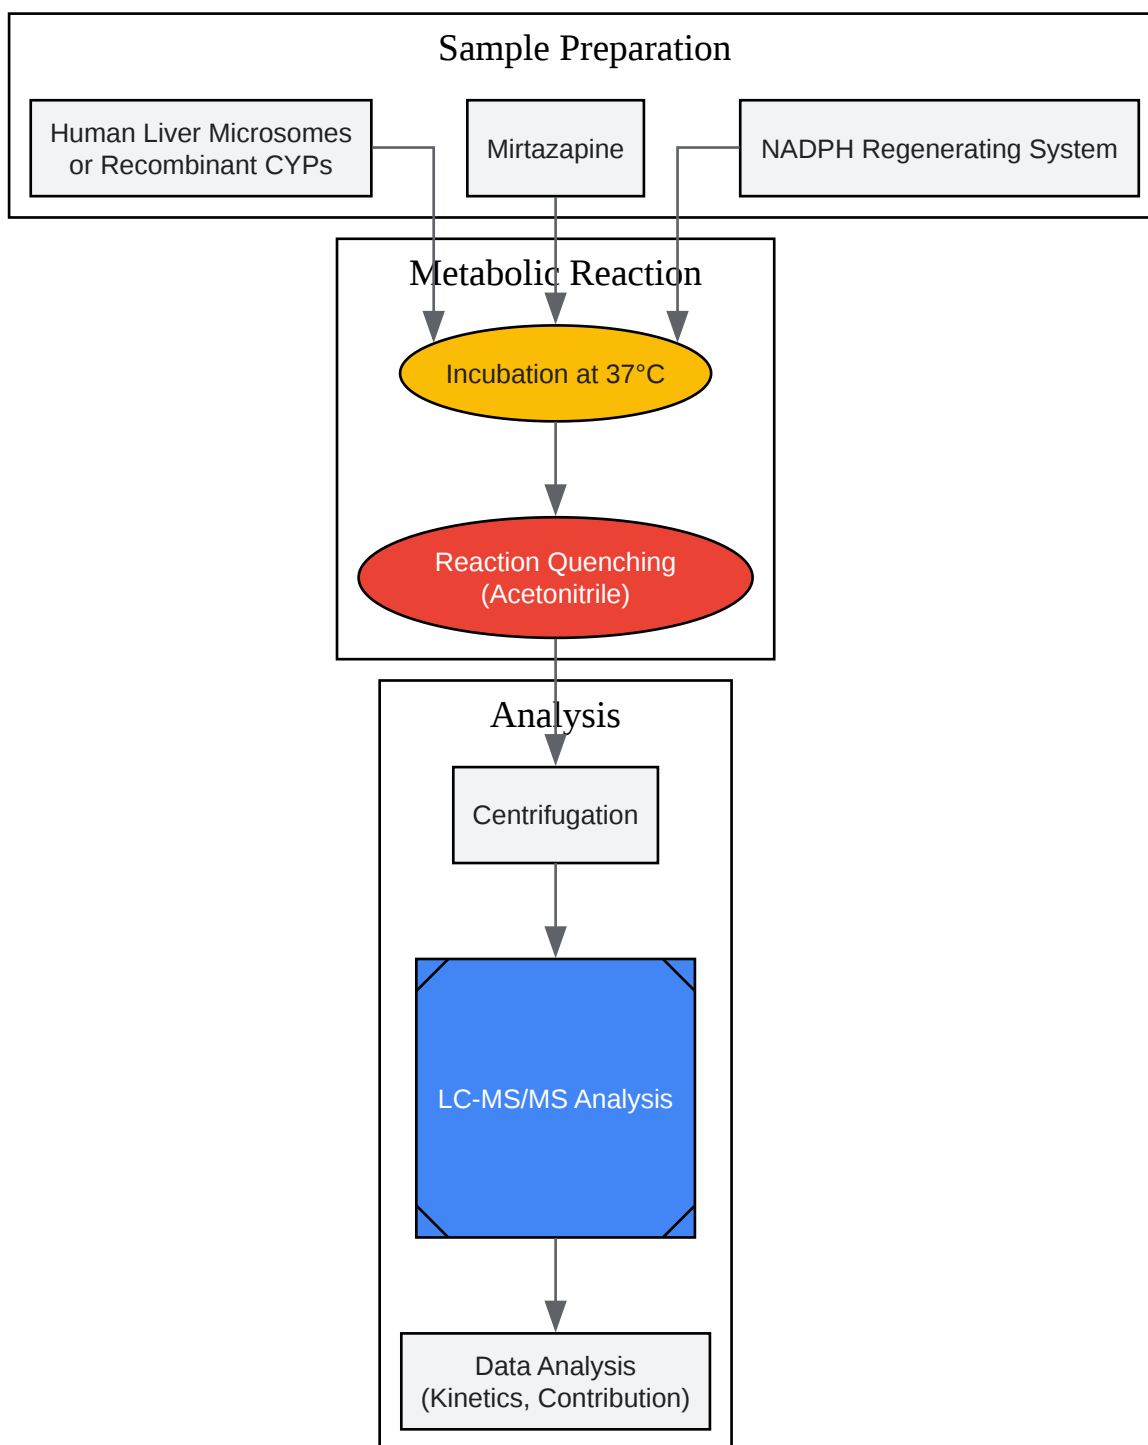 Sample Preparation
Human Liver Microsomes
or Recombinant CYPs
Mirtazapine
NADPH Regenerating System
Metabolic Reaction
Incubation at 37°C
Reaction Quenching
(Acetonitrile)
Analysis
Centrifugation
LC-MS/MS Analysis
Data Analysis
(Kinetics, Contribution)